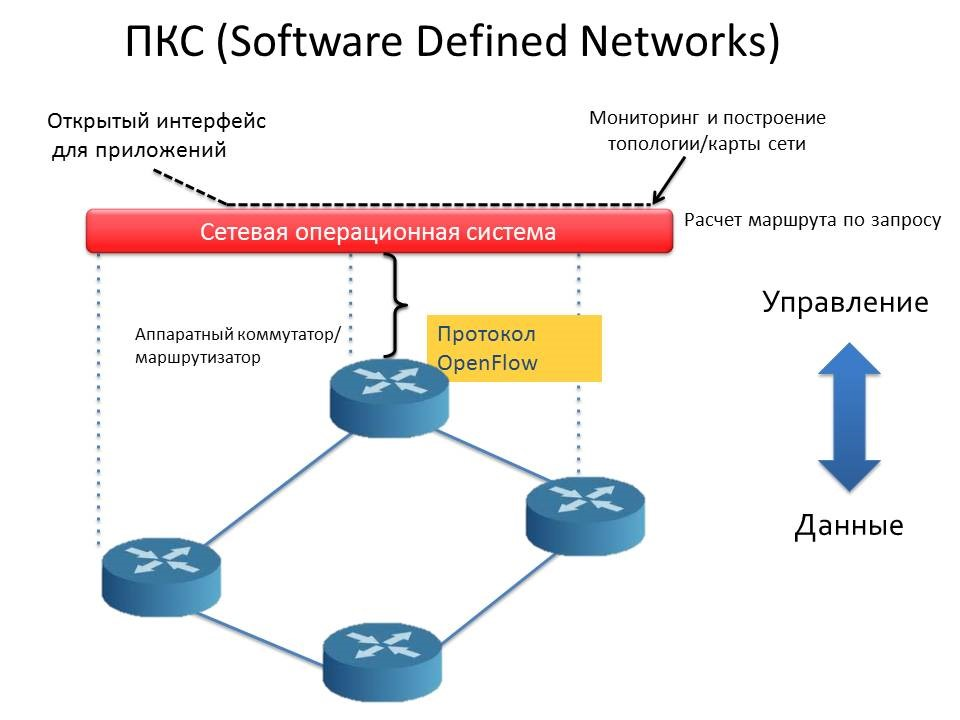 ПКС (Software Defined Networks)
Открытый интерфейс
для приложений
Мониторинг и построение
топологии/карты сети
Сетевая операционная система
Расчет маршрута по запросу
Управление
Аппаратный коммутатор/
маршрутизатор
Протокол
OpenFlow
Данные